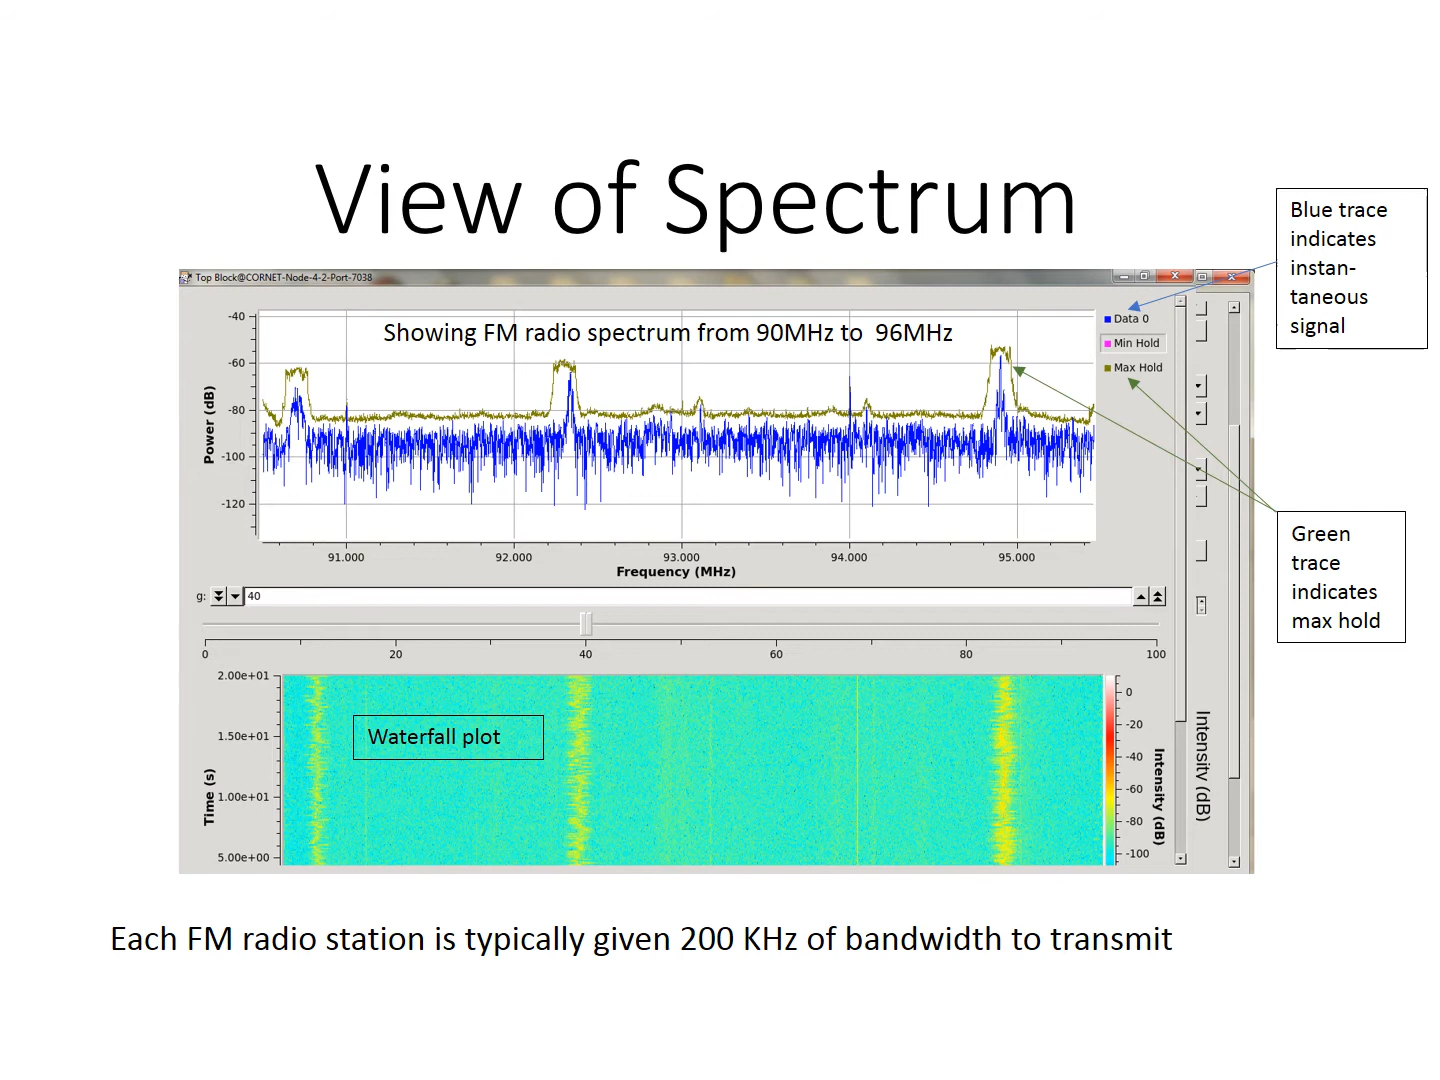 View of Spectrum
Blue trace
indicates
instan-
taneous
signal
Top Block@CORNET-Node-4-2-Port-7038
Showing FM radio spectrum from 90MHz to  96MHz
Data 0
Min Hold
Max Hold
Power (dB)
-40
-60
-80
-100
-120
91.000
92.000
93.000
94.000
95.000
Frequency (MHz)
Green
trace
indicates
max hold
g:
40
0
20
40
60
80
100
Time (s)
2.00e+01
1.50e+01
1.00e+01
5.00e+00
Waterfall plot
0
-20
-40
-60
-80
-100
Intensity (dB)
Intensity (dB)
Each FM radio station is typically given 200 KHz of bandwidth to transmit